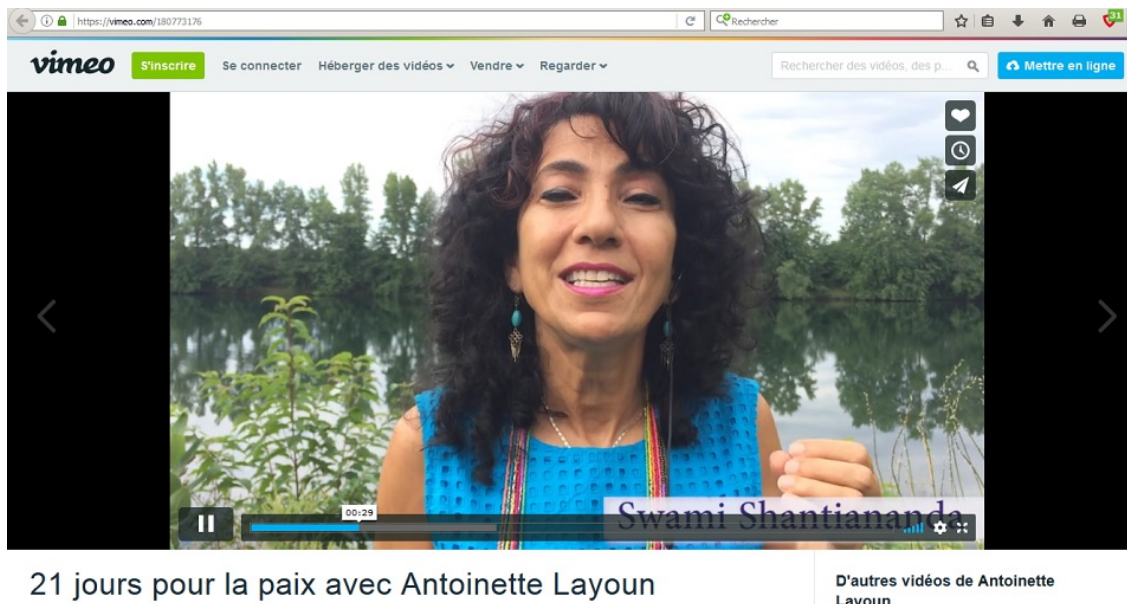 https://vimeo.com/180773176
Rechercher
31
vimeo
S'inscrire
Se connecter
Héberger des vidéos
Vendre
Regarder
Rechercher des vidéos, des p...
Mettre en ligne
00:29
Swami Shantiananda
21 jours pour la paix avec Antoinette Layoun
D'autres vidéos de Antoinette
Layoun